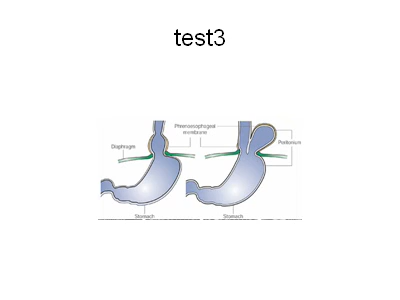 test3
Phrenoesophageal
membrane
Diaphragm
Peritoneum
Stomach
Stomach